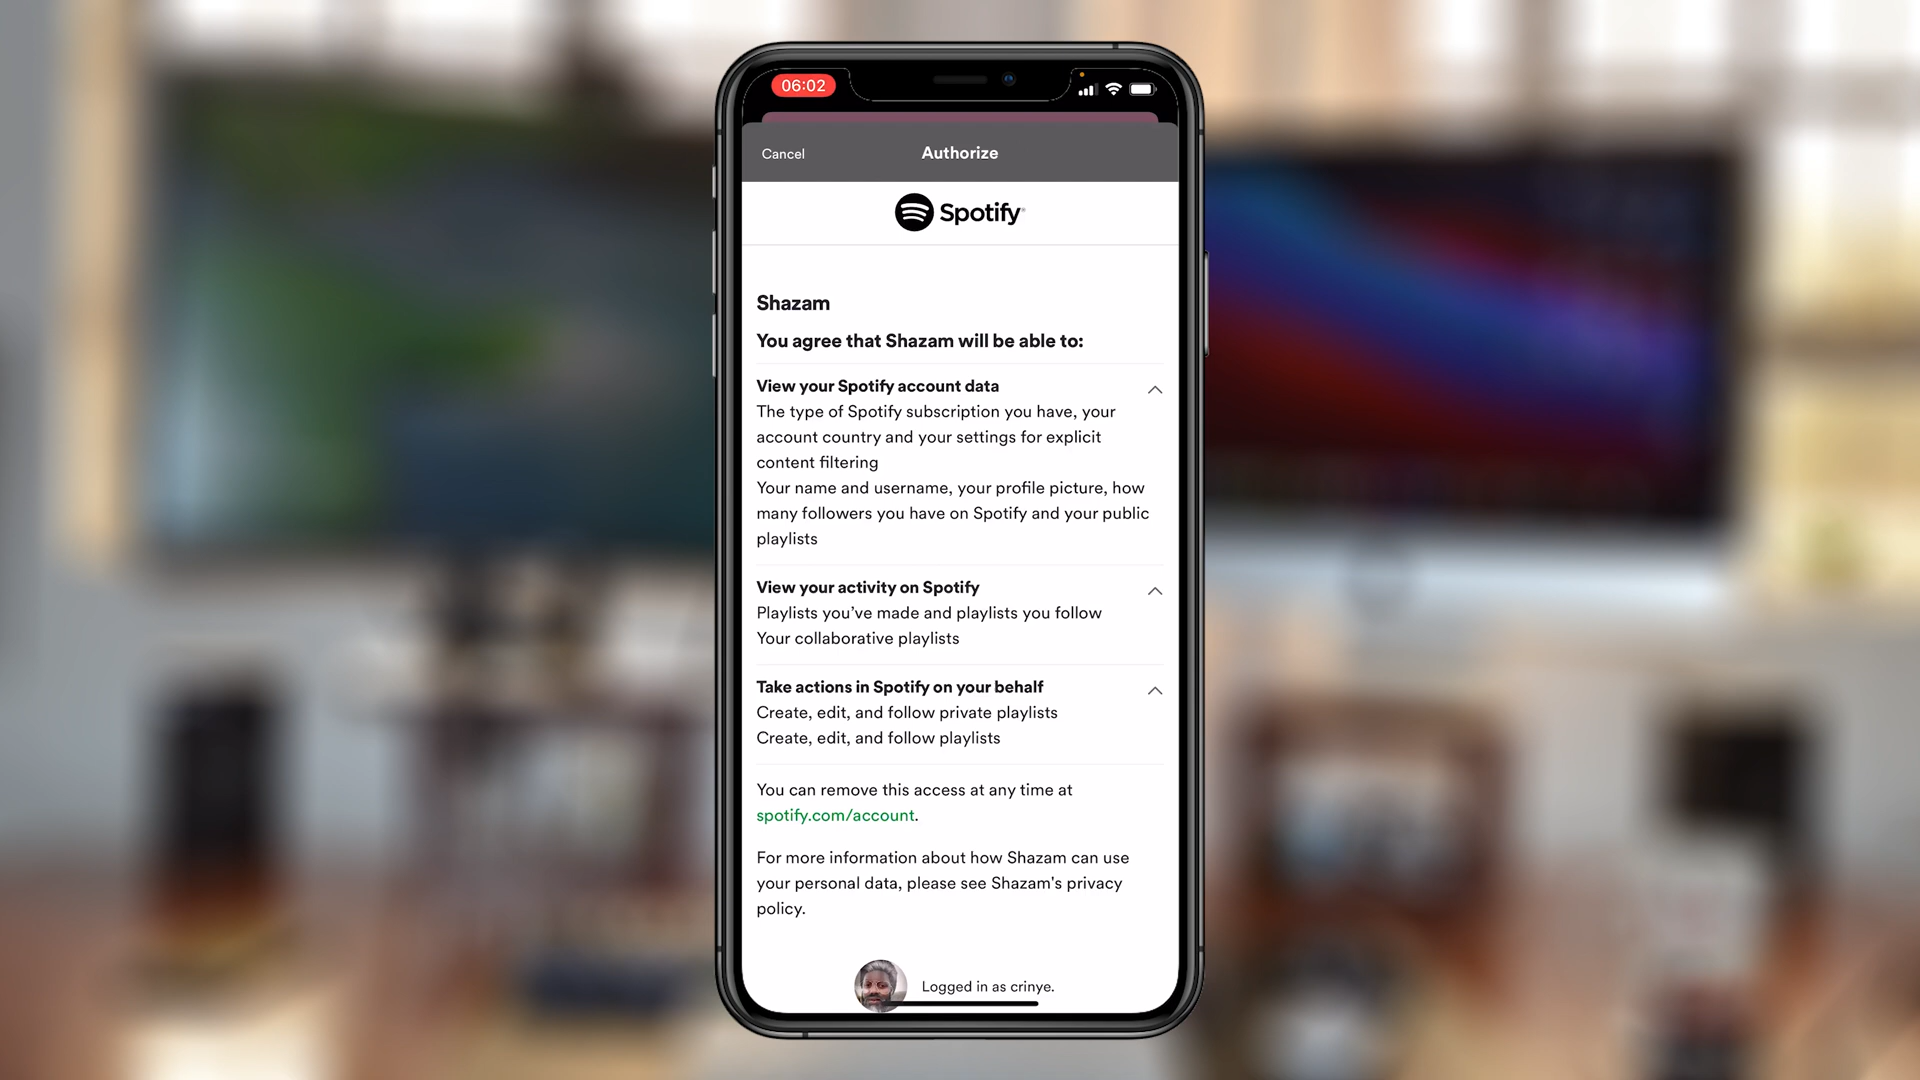 06:02
Cancel
Authorize
Spotify
Shazam
You agree that Shazam will be able to:
View your Spotify account data
The type of Spotify subscription you have, your
account country and your settings for explicit
content filtering
Your name and username, your profile picture, how
many followers you have on Spotify and your public
playlists
View your activity on Spotify
Playlists you’ve made and playlists you follow
Your collaborative playlists
Take actions in Spotify on your behalf
Create, edit, and follow private playlists
Create, edit, and follow playlists
You can remove this access at any time at
spotify.com/account.
For more information about how Shazam can use
your personal data, please see Shazam's privacy
policy.
Logged in as crinye.